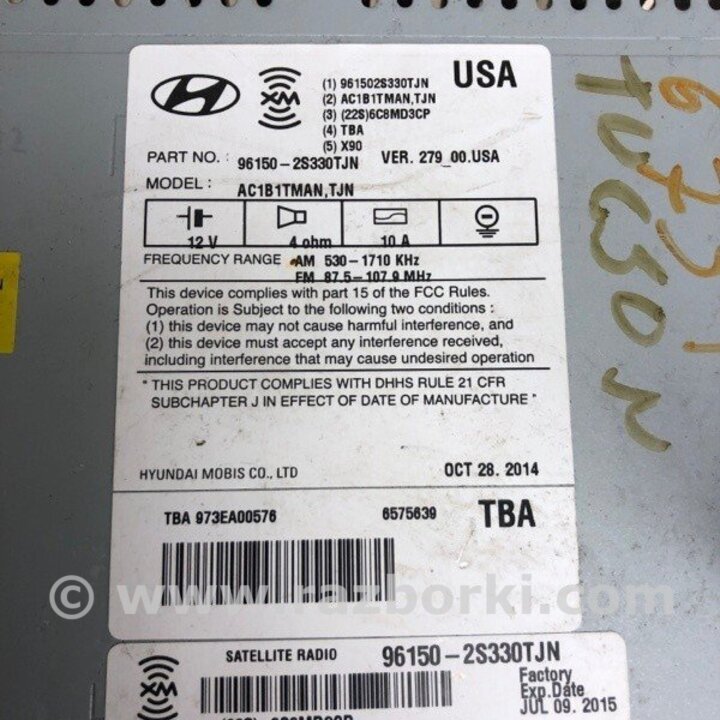 XM
(1) 961502S330TJN
(2) AC1B1TMAN,TJN
(3) (22S)6C8MD3CP
(4) TBA
(5) X90
USA
PART NO. : 96150-2S330TJN VER. 279_00.USA
MODEL : AC1B1TMAN,TJN
12 V 4 ohm 10 A
FREQUENCY RANGE AM 530-1710 KHz
FM 87.5-107.9 MHz
This device complies with part 15 of the FCC Rules.
Operation is Subject to the following two conditions :
(1) this device may not cause harmful interference, and
(2) this device must accept any interference received,
including interference that may cause undesired operation
* THIS PRODUCT COMPLIES WITH DHHS RULE 21 CFR
SUBCHAPTER J IN EFFECT OF DATE OF MANUFACTURE *
HYUNDAI MOBIS CO., LTD OCT 28. 2014
TBA 973EA00576 6575639 TBA
© www.razborki.com
XM
SATELLITE RADIO 96150-2S330TJN
Factory
Exp.Date
JUL 09. 2015
TUCSON